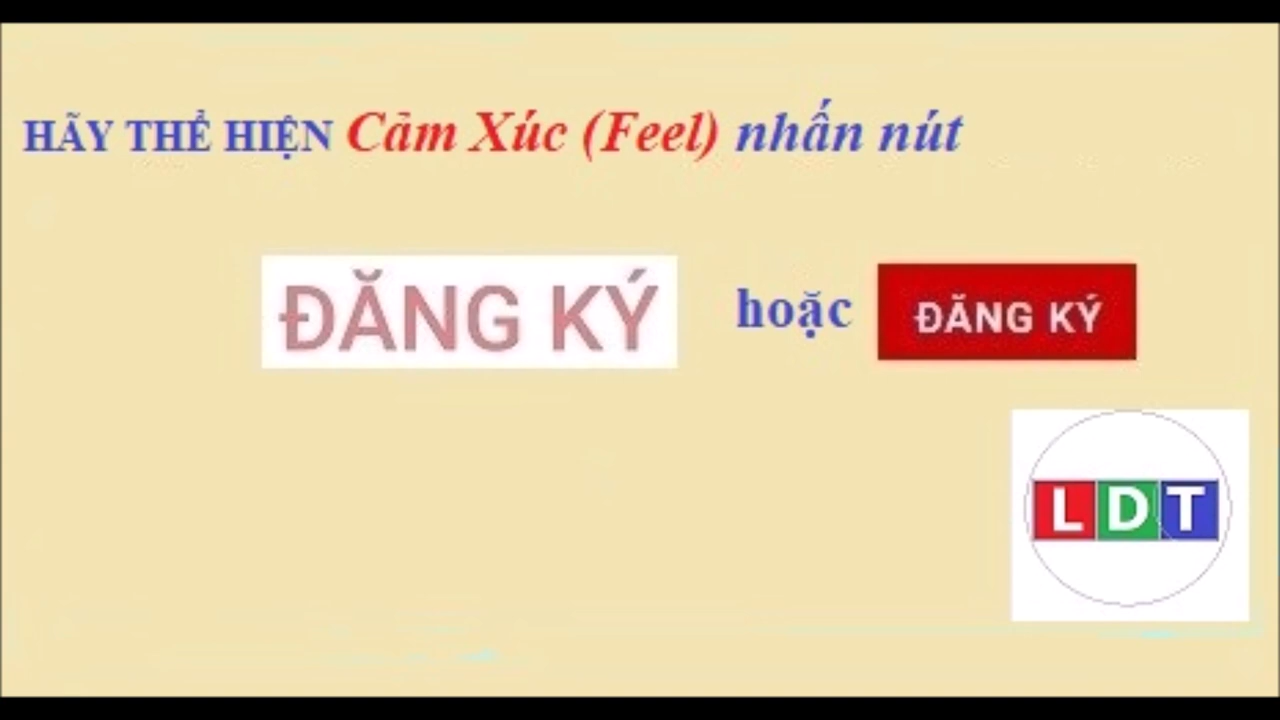 HÃY THỂ HIỆN Cảm Xúc (Feel) nhấn nút
ĐĂNG KÝ hoặc ĐĂNG KÝ
LDT